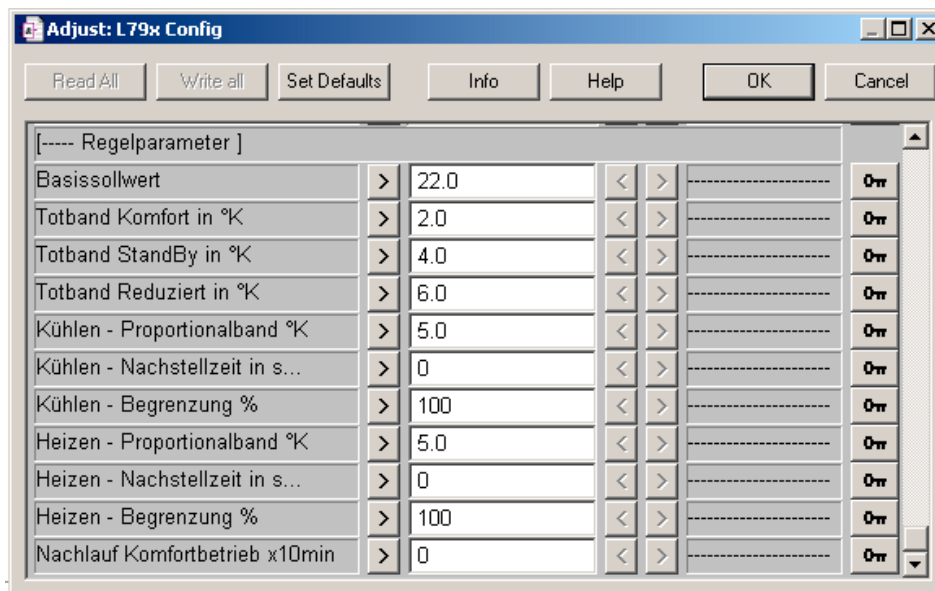 Adjust: L79x Config
Read All Write all Set Defaults Info Help OK Cancel
[----- Regelparameter ]
Basissollwert > 22.0 < > ---------------------
Totband Komfort in °K > 2.0 < > ---------------------
Totband StandBy in °K > 4.0 < > ---------------------
Totband Reduziert in °K > 6.0 < > ---------------------
Kühlen - Proportionalband °K > 5.0 < > ---------------------
Kühlen - Nachstellzeit in s... > 0 < > ---------------------
Kühlen - Begrenzung % > 100 < > ---------------------
Heizen - Proportionalband °K > 5.0 < > ---------------------
Heizen - Nachstellzeit in s... > 0 < > ---------------------
Heizen - Begrenzung % > 100 < > ---------------------
Nachlauf Komfortbetrieb x10min > 0 < > ---------------------